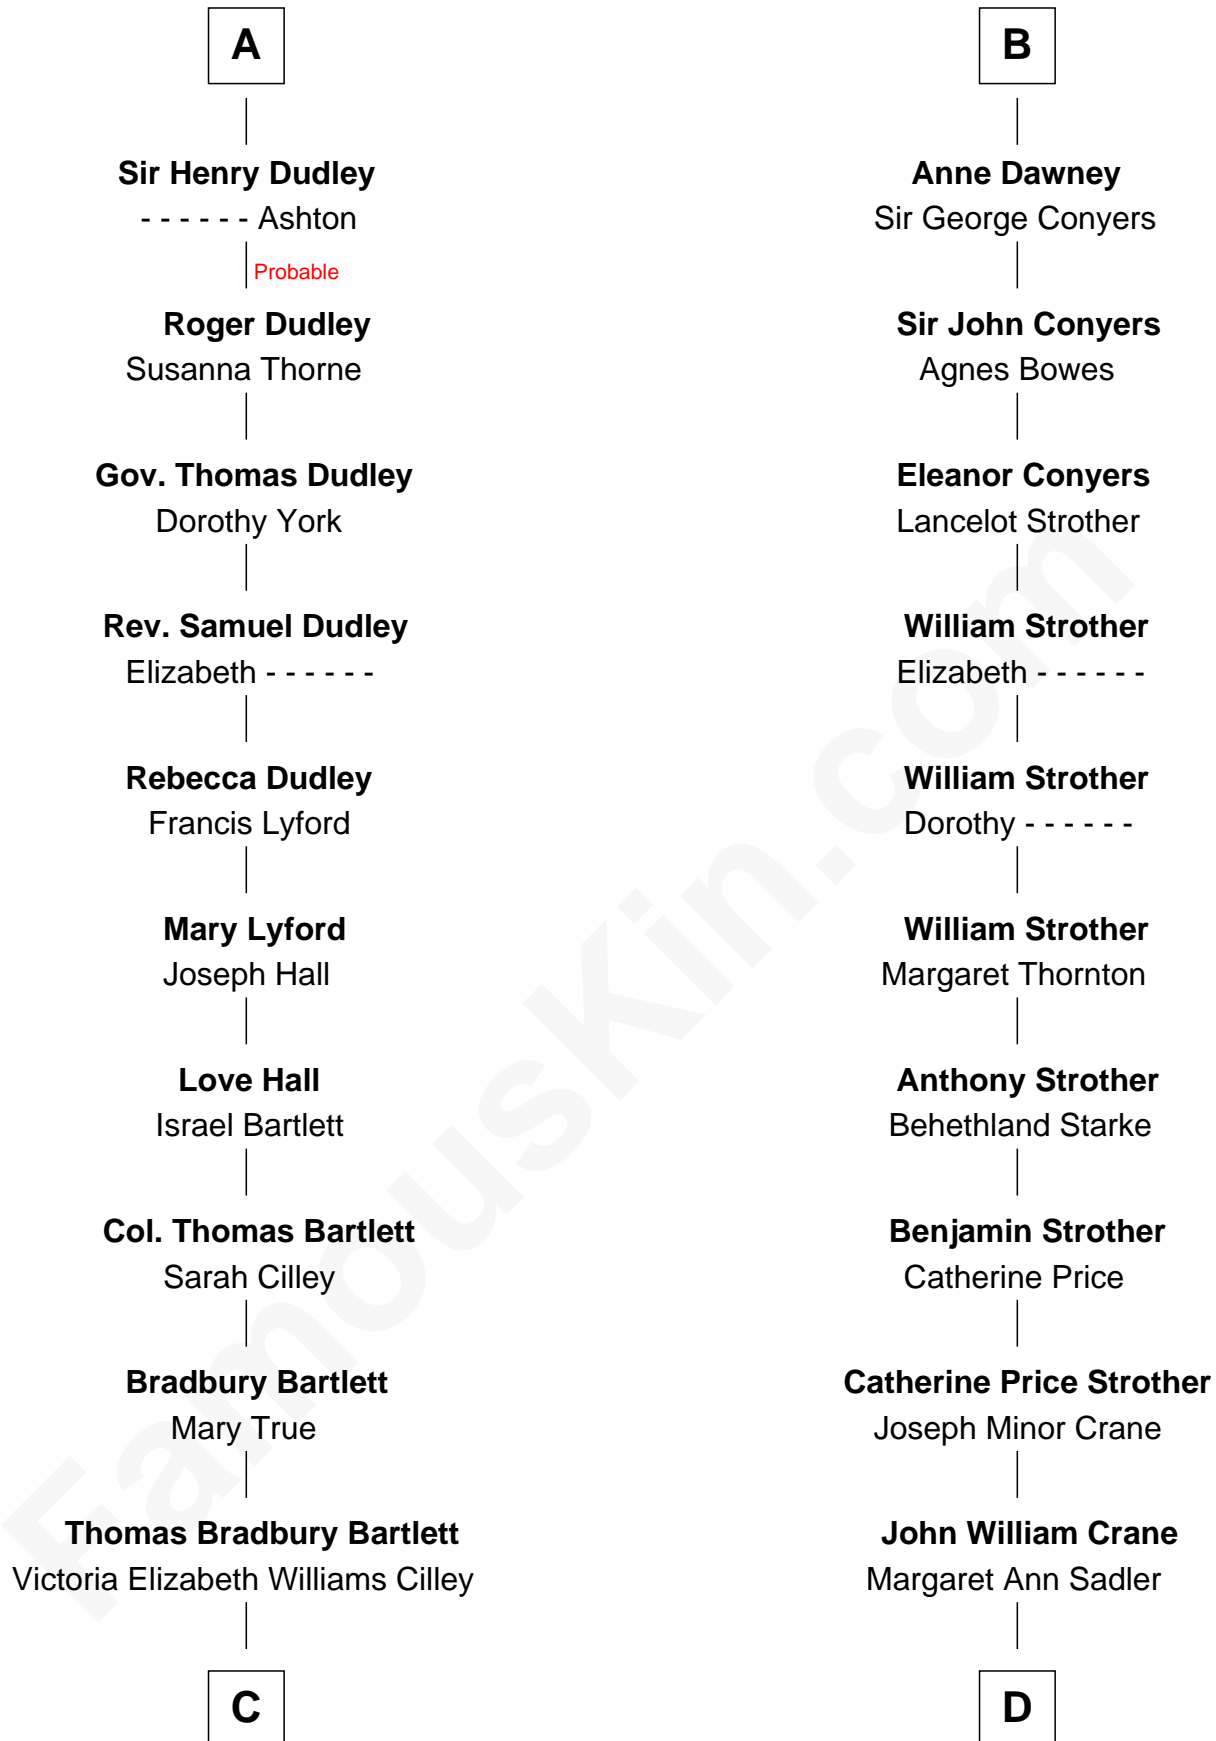 A
Sir Henry Dudley
- - - - - - Ashton
Probable
Roger Dudley
Susanna Thorne
Gov. Thomas Dudley
Dorothy York
Rev. Samuel Dudley
Elizabeth - - - - - -
Rebecca Dudley
Francis Lyford
Mary Lyford
Joseph Hall
Love Hall
Israel Bartlett
Col. Thomas Bartlett
Sarah Cilley
Bradbury Bartlett
Mary True
Thomas Bradbury Bartlett
Victoria Elizabeth Williams Cilley
C
B
Anne Dawney
Sir George Conyers
Sir John Conyers
Agnes Bowes
Eleanor Conyers
Lancelot Strother
William Strother
Elizabeth - - - - - -
William Strother
Dorothy - - - - - -
William Strother
Margaret Thornton
Anthony Strother
Behethland Starke
Benjamin Strother
Catherine Price
Catherine Price Strother
Joseph Minor Crane
John William Crane
Margaret Ann Sadler
D
FamousKin.com